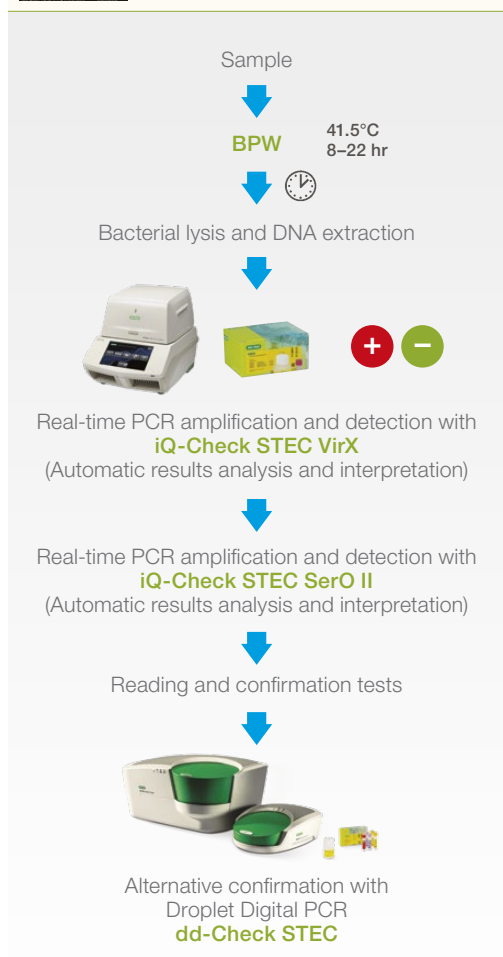 Sample
BPW
41.5°C
8–22 hr
Bacterial lysis and DNA extraction
+ −
Real-time PCR amplification and detection with
iQ-Check STEC VirX
(Automatic results analysis and interpretation)
Real-time PCR amplification and detection with
iQ-Check STEC SerO II
(Automatic results analysis and interpretation)
Reading and confirmation tests
Alternative confirmation with
Droplet Digital PCR
dd-Check STEC